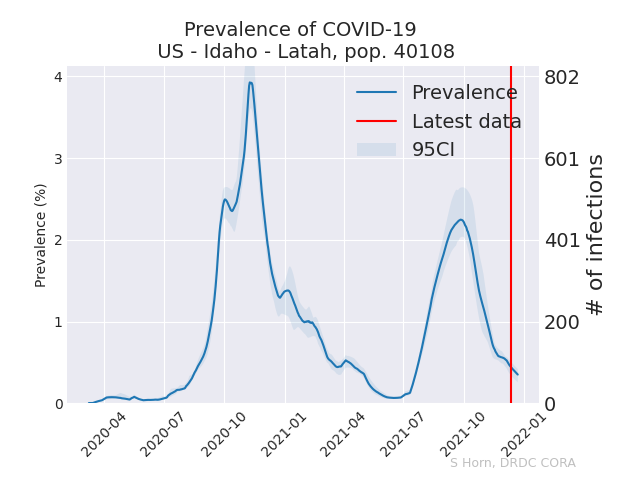 Prevalence of COVID-19
US - Idaho - Latah, pop. 40108
Prevalence
Latest data
95CI
Prevalence (%)
4
3
2
1
0
802
601
401
200
0
# of infections
2020-04
2020-07
2020-10
2021-01
2021-04
2021-07
2021-10
2022-01
S Horn, DRDC CORA